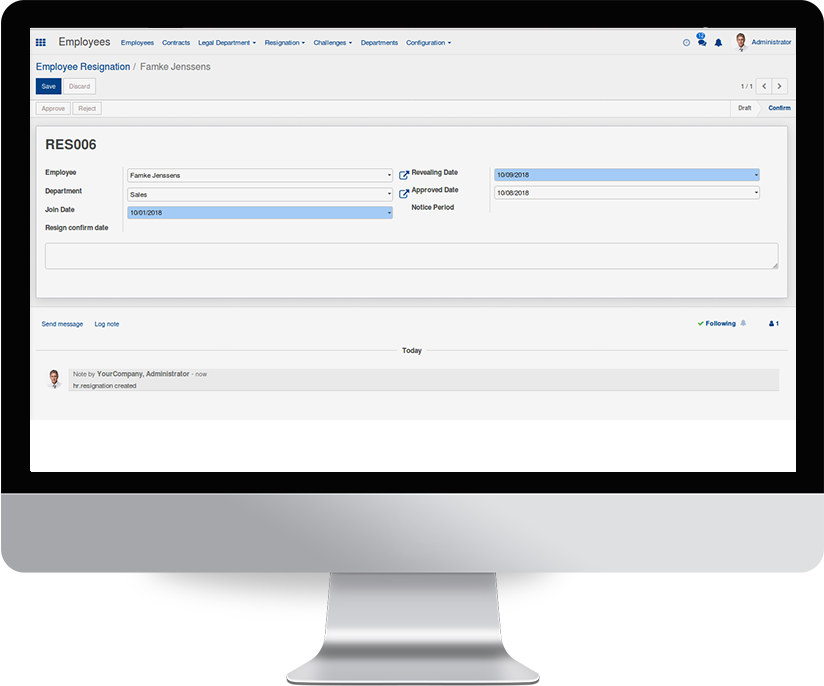 Employees Employees Contracts Legal Department Resignation Challenges Departments Configuration 12 Administrator
Employee Resignation / Famke Jenssens
Save Discard 1 / 1
Approve Reject Draft Confirm
RES006
Employee Famke Jenssens Revealing Date 10/09/2018
Department Sales Approved Date 10/08/2018
Join Date 10/01/2018 Notice Period
Resign confirm date
Send message Log note Following 1
Today
Note by YourCompany, Administrator - now
hr.resignation created